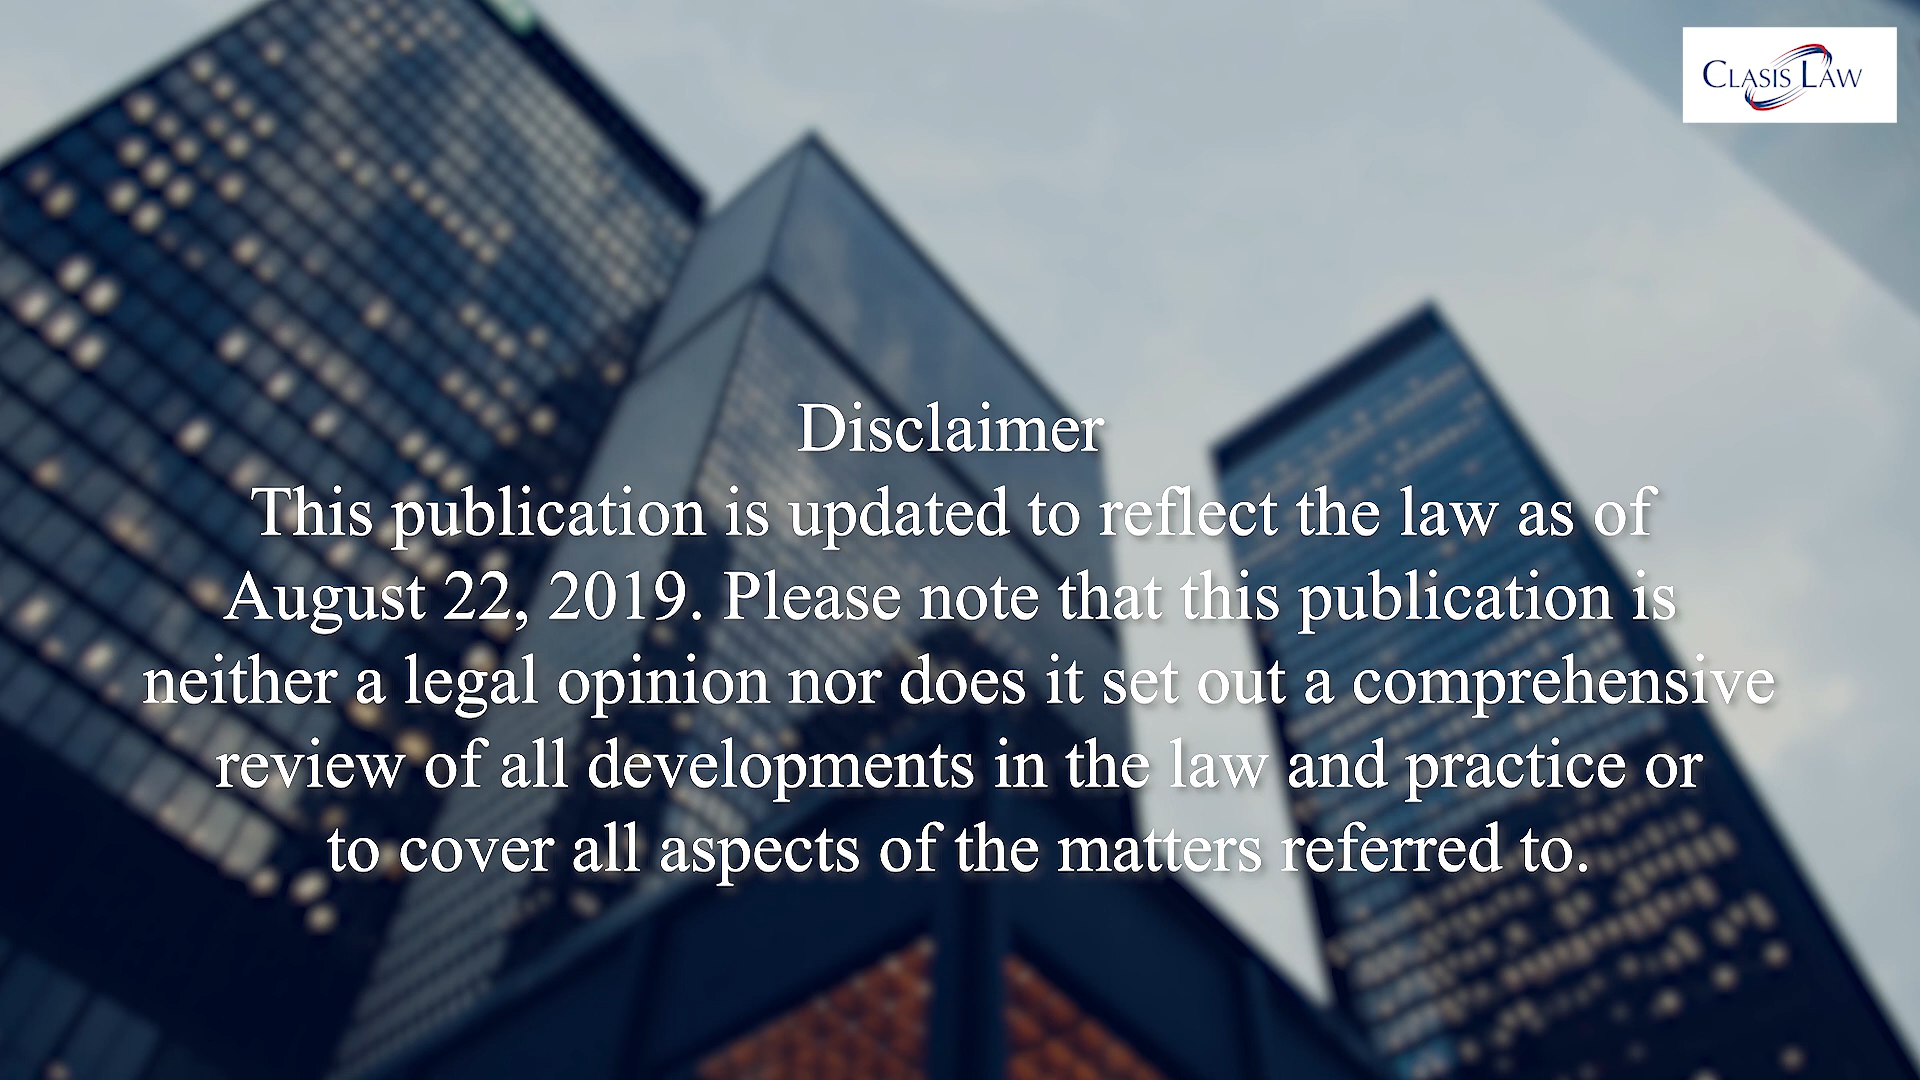 CLASIS LAW
Disclaimer
This publication is updated to reflect the law as of
August 22, 2019. Please note that this publication is
neither a legal opinion nor does it set out a comprehensive
review of all developments in the law and practice or
to cover all aspects of the matters referred to.